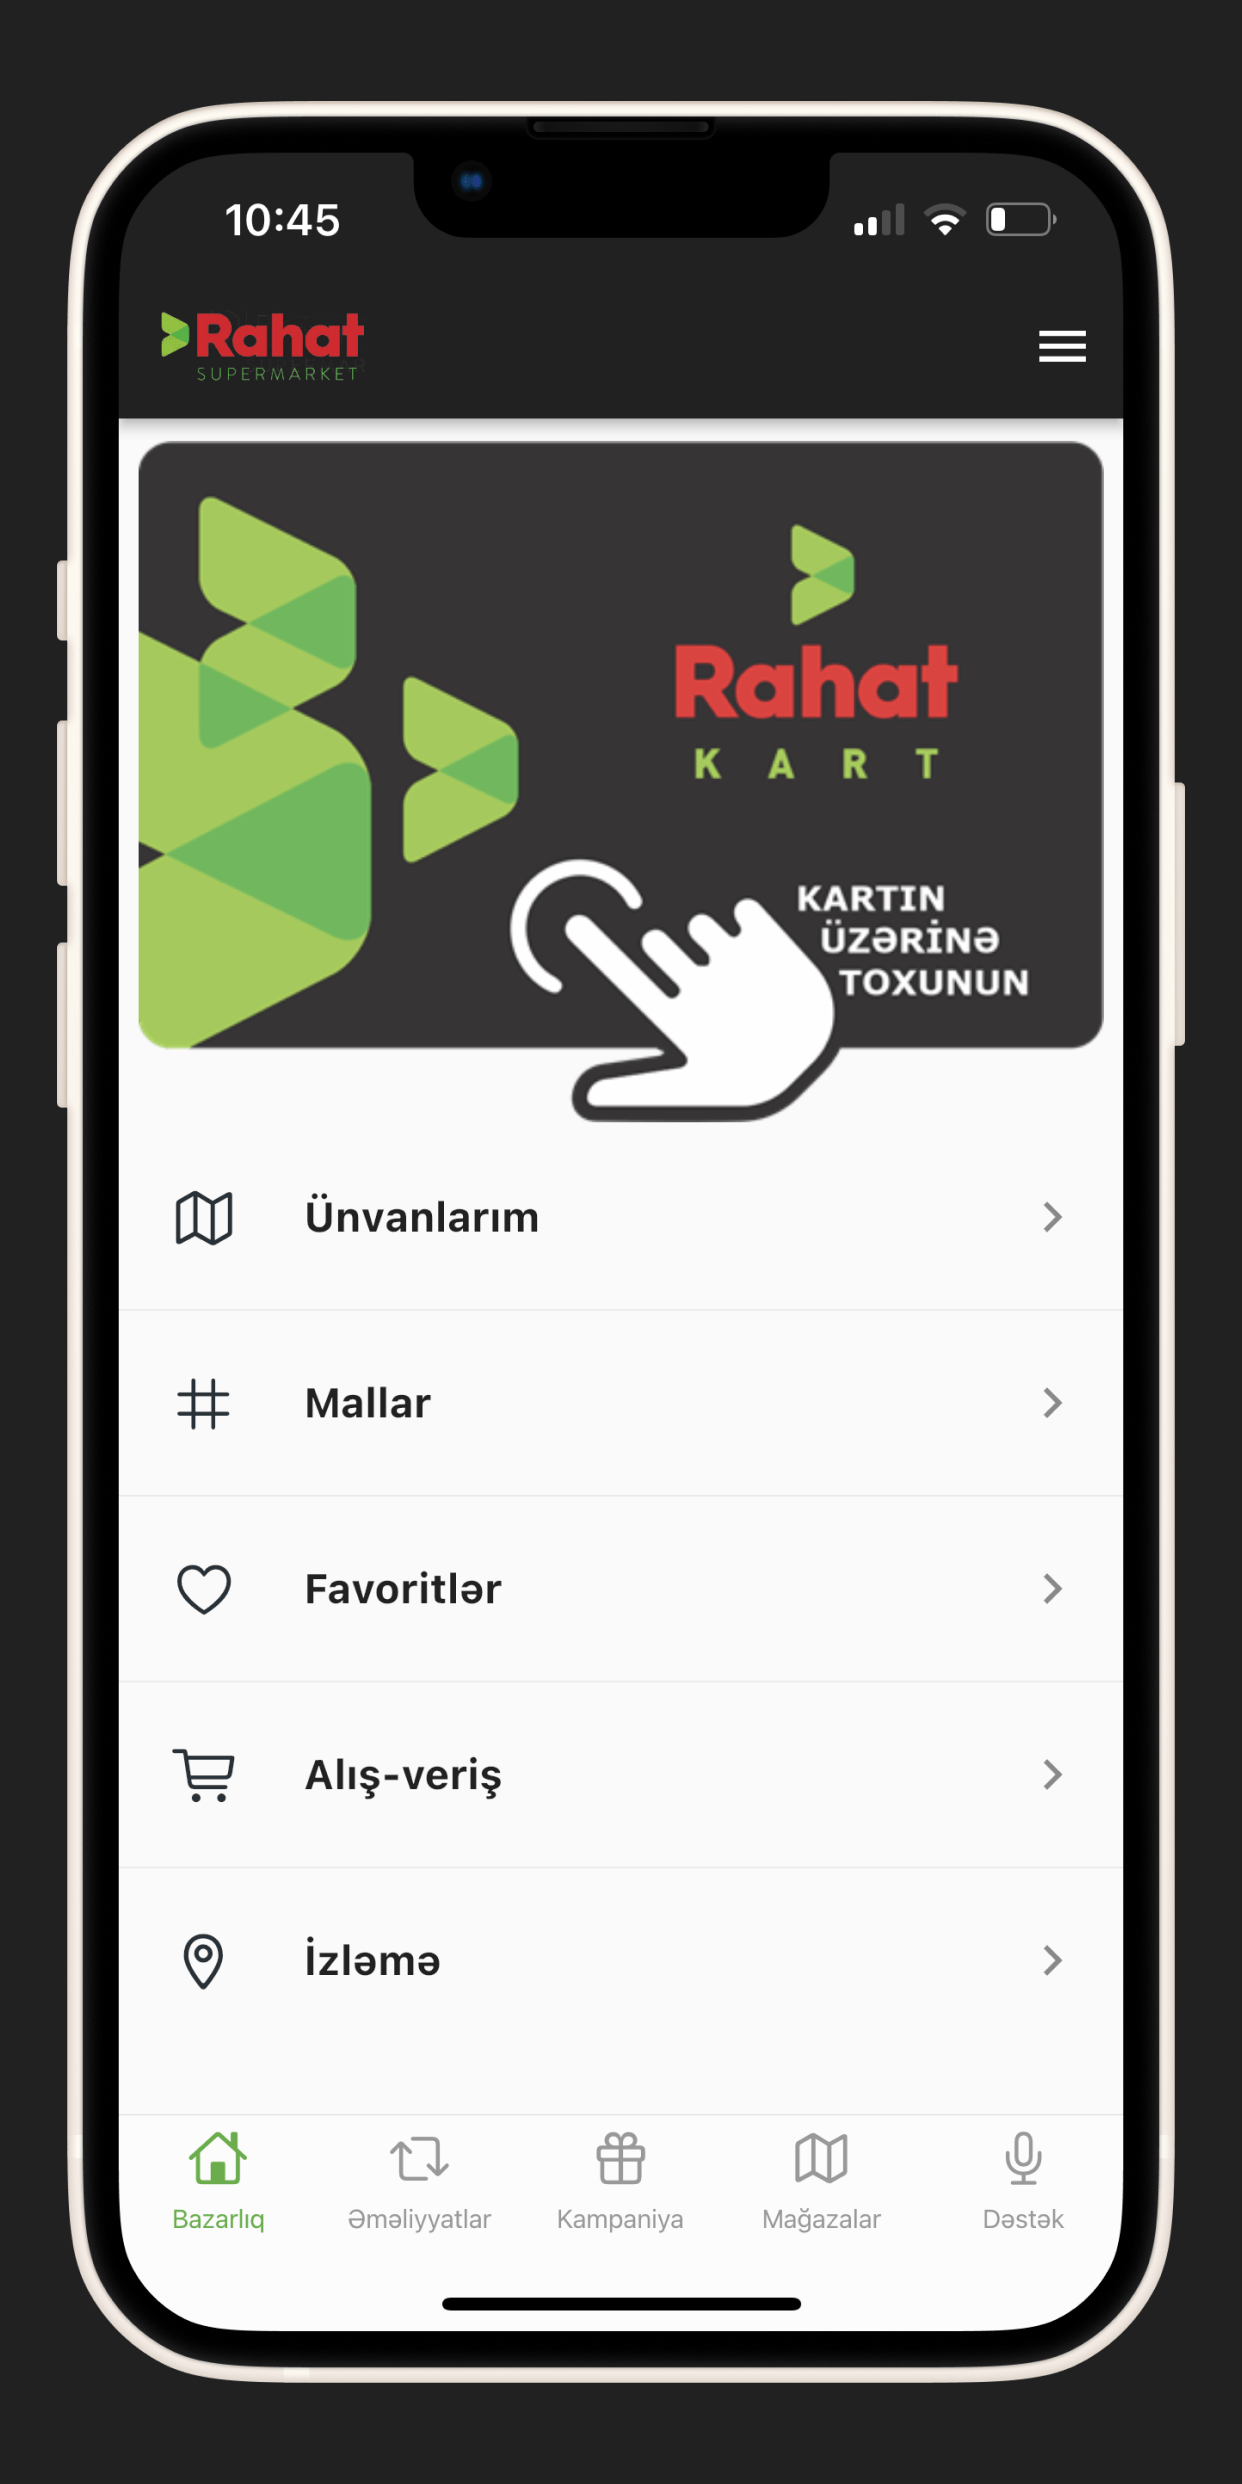 10:45
Rahat
SUPERMARKET
Rahat
KART
KARTIN
ÜZƏRİNƏ
TOXUNUN
Ünvanlarım
Mallar
Favoritlər
Alış-veriş
İzləmə
Bazarlıq
Əməliyyatlar
Kampaniya
Mağazalar
Dəstək